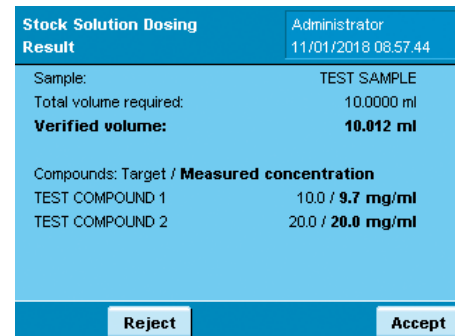 Stock Solution Dosing
Result
Administrator
11/01/2018 08.57.44
Sample: TEST SAMPLE
Total volume required: 10.0000 ml
Verified volume: 10.012 ml
Compounds: Target / Measured concentration
TEST COMPOUND 1 10.0 / 9.7 mg/ml
TEST COMPOUND 2 20.0 / 20.0 mg/ml
Reject Accept